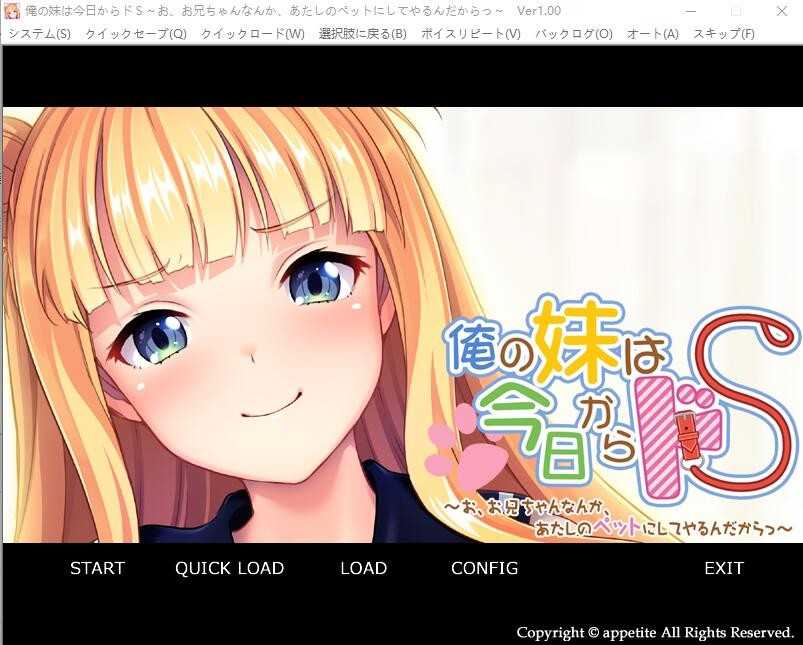 俺の妹は今日からドS～お、お兄ちゃんなんか、あたしのペットにしてやるんだからっ～ Ver1.00
システム(S) クイックセーブ(Q) クイックロード(W) 選択肢に戻る(B) ボイスリピート(V) バックログ(O) オート(A) スキップ(F)
俺の妹は
今日からドS
～お、お兄ちゃんなんか、
あたしのペットにしてやるんだからっ～
START QUICK LOAD LOAD CONFIG EXIT
Copyright © appetite All Rights Reserved.